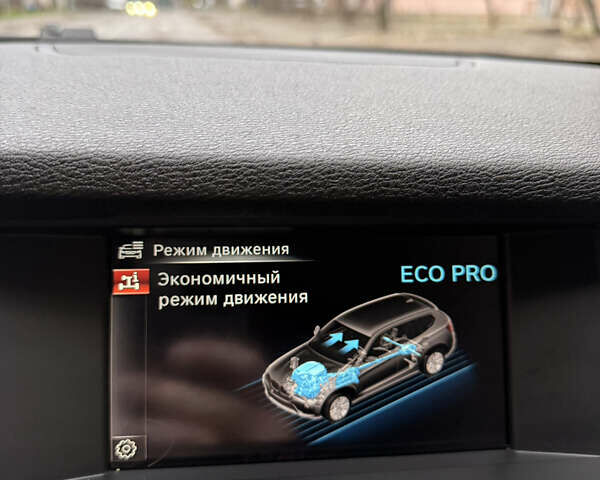 Режим движения
Экономичный
режим движения
ECO PRO